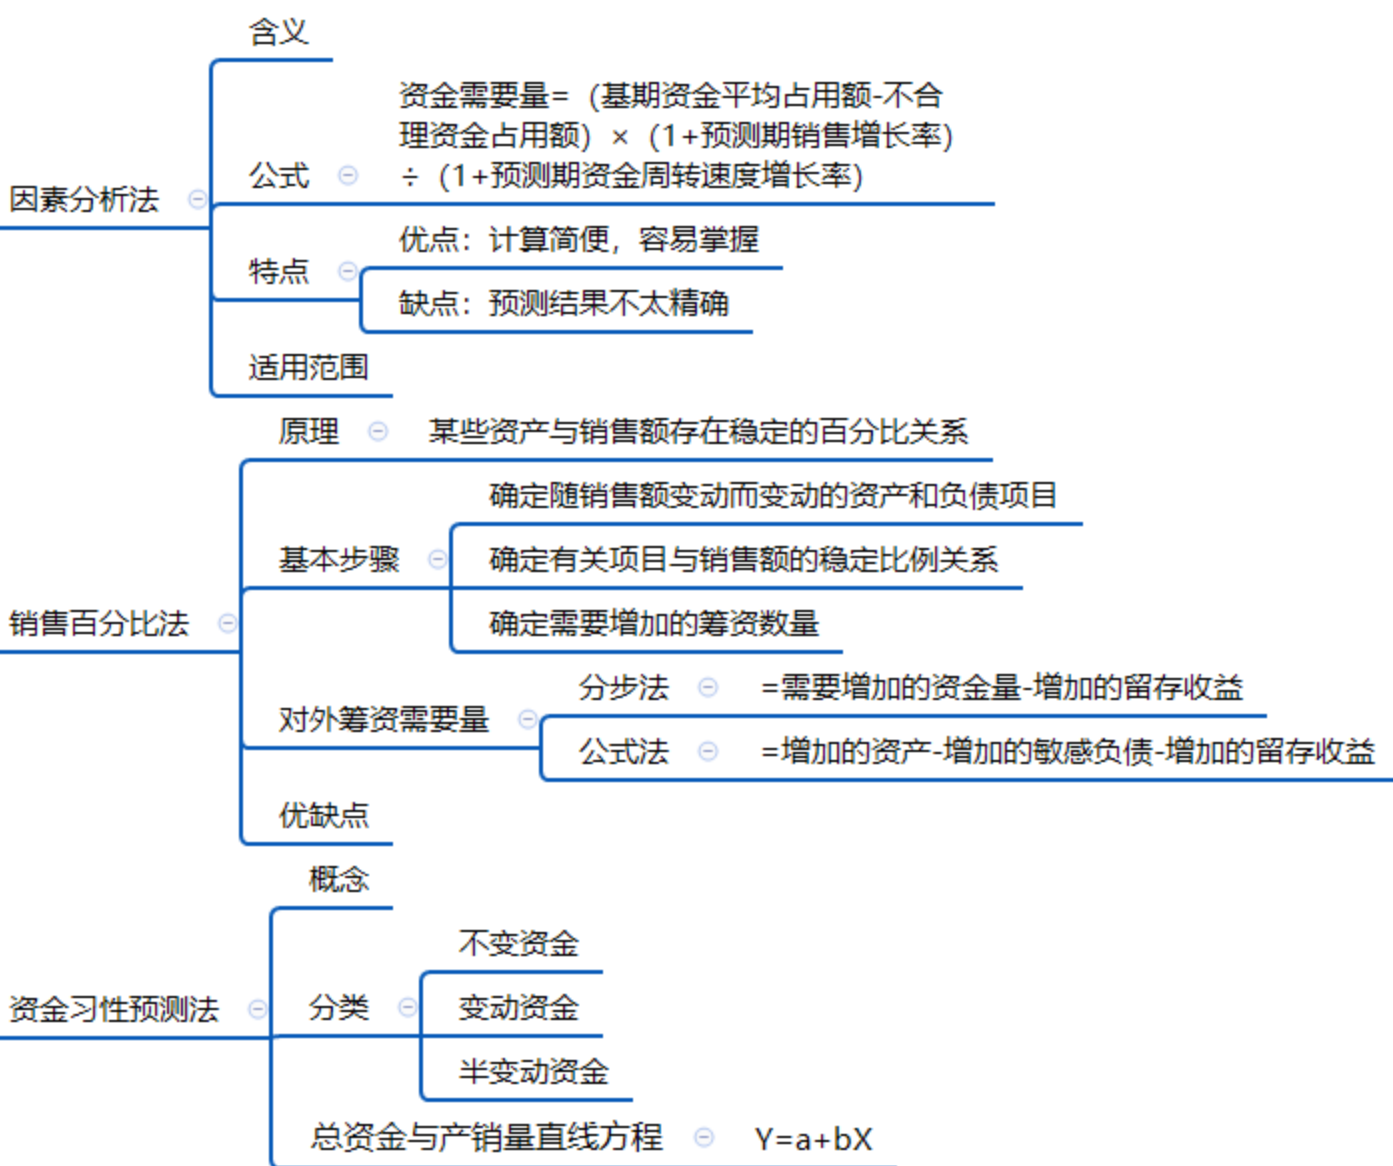 含义
资金需要量=（基期资金平均占用额-不合
理资金占用额）×（1+预测期销售增长率）
÷（1+预测期资金周转速度增长率）
公式
因素分析法
优点：计算简便，容易掌握
特点
缺点：预测结果不太精确
适用范围
原理
某些资产与销售额存在稳定的百分比关系
确定随销售额变动而变动的资产和负债项目
基本步骤
确定有关项目与销售额的稳定比例关系
确定需要增加的筹资数量
销售百分比法
分步法
=需要增加的资金量-增加的留存收益
对外筹资需要量
公式法
=增加的资产-增加的敏感负债-增加的留存收益
优缺点
概念
不变资金
资金习性预测法
分类
变动资金
半变动资金
总资金与产销量直线方程
Y=a+bX